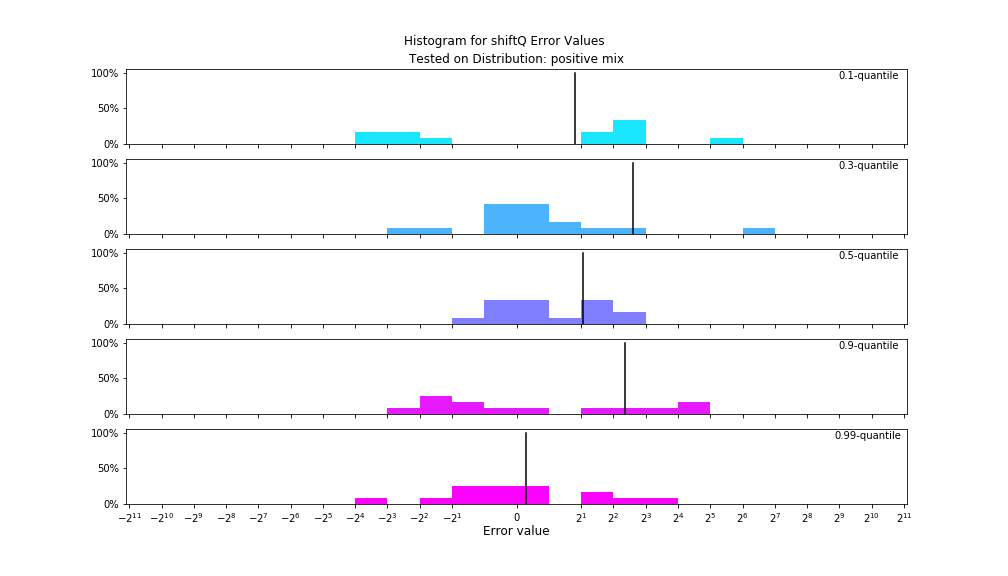 Histogram for shiftQ Error Values
Tested on Distribution: positive mix
100%
50%
0%
0.1-quantile
100%
50%
0%
0.3-quantile
100%
50%
0%
0.5-quantile
100%
50%
0%
0.9-quantile
100%
50%
0%
0.99-quantile
−2¹¹ −2¹⁰ −2⁹ −2⁸ −2⁷ −2⁶ −2⁵ −2⁴ −2³ −2² −2¹ 0 2¹ 2² 2³ 2⁴ 2⁵ 2⁶ 2⁷ 2⁸ 2⁹ 2¹⁰ 2¹¹
Error value